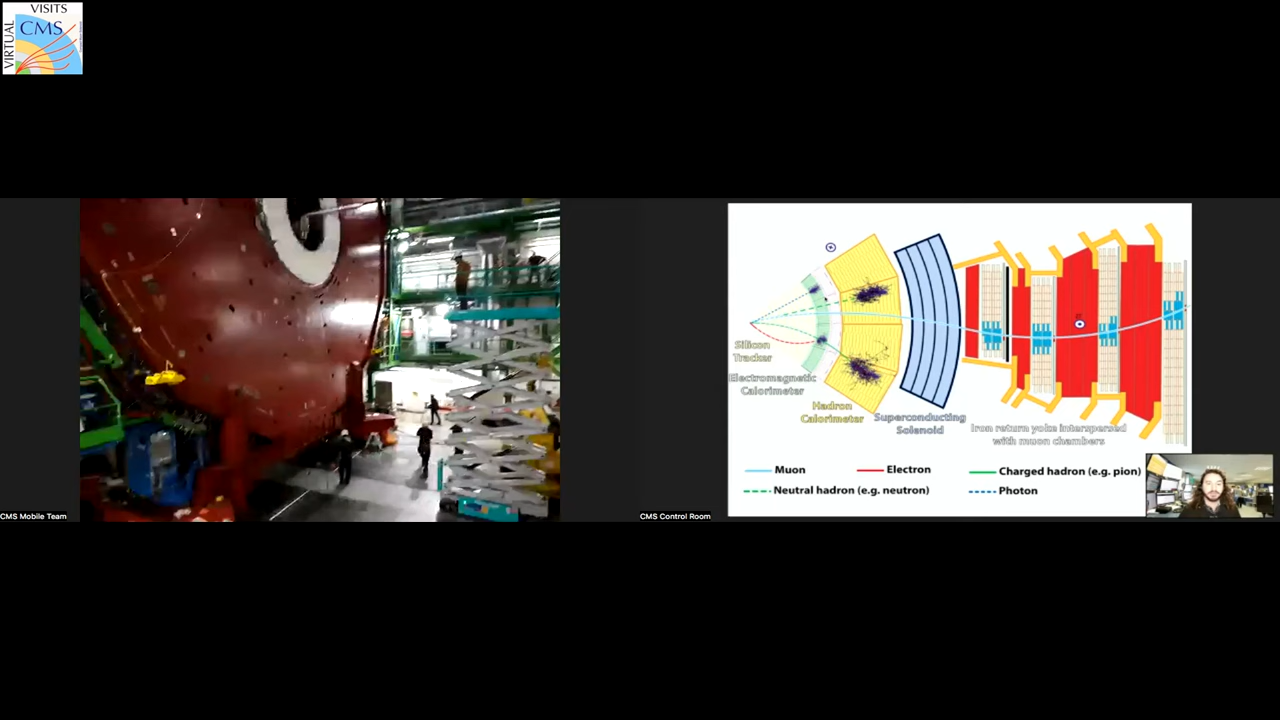 VISITS
CMS
VIRTUAL
Silicon
Tracker
Electromagnetic
Calorimeter
Hadron
Calorimeter
Superconducting
Solenoid
Iron return yoke interspersed
with muon chambers
Muon
Electron
Charged hadron (e.g. pion)
Neutral hadron (e.g. neutron)
Photon
CMS Mobile Team
CMS Control Room